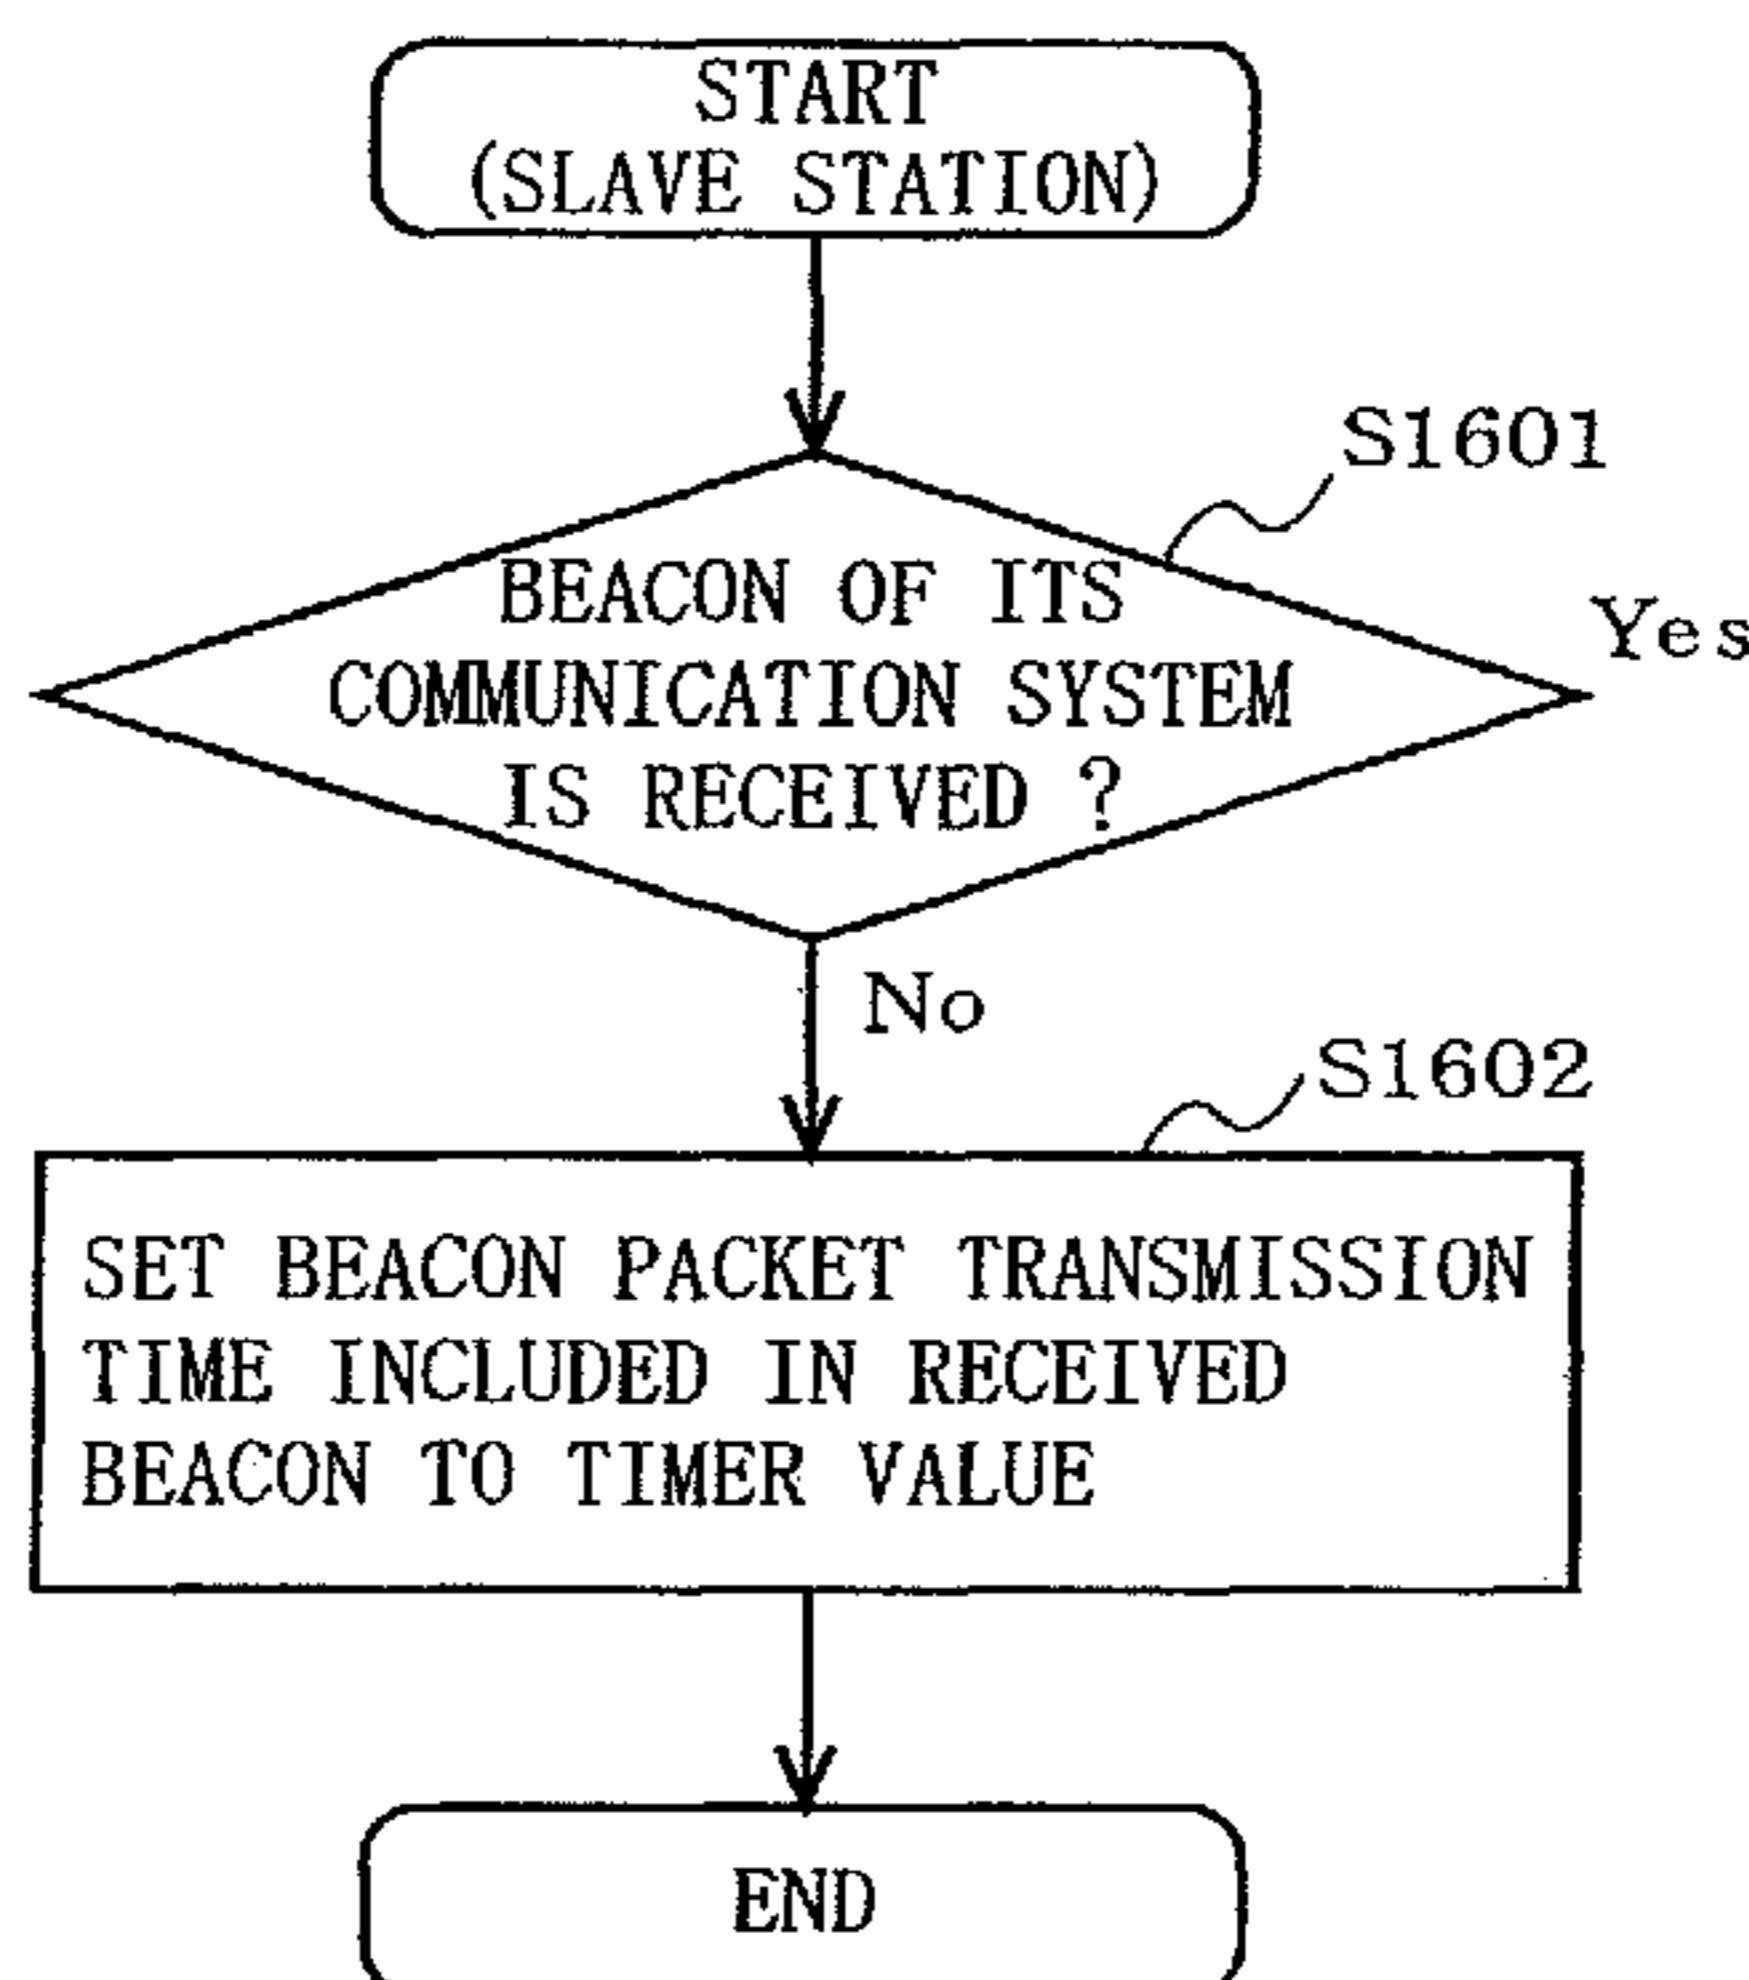 START
(SLAVE STATION)
S1601
BEACON OF ITS
Yes
COMMUNICATION SYSTEM
IS RECEIVED ?
No
S1602
SET BEACON PACKET TRANSMISSION
TIME INCLUDED IN RECEIVED
BEACON TO TIMER VALUE
END